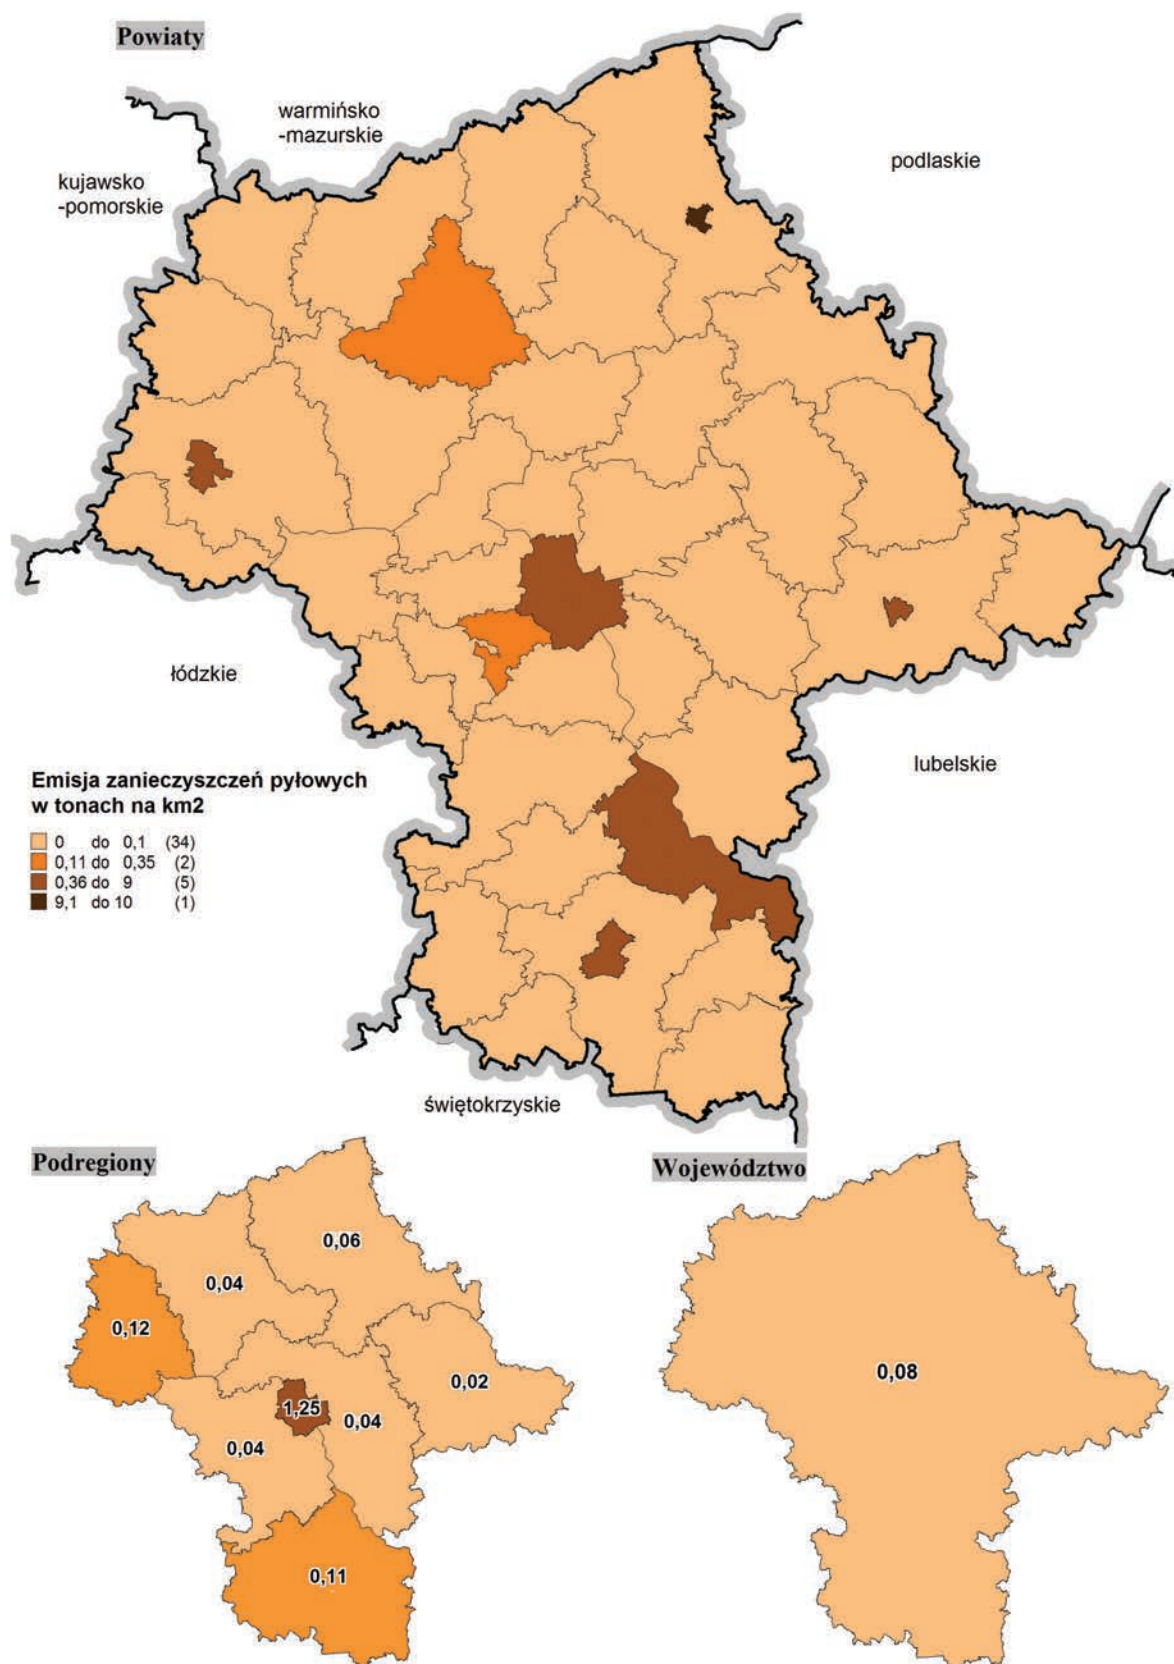 Powiaty
warmińsko
-mazurskie
podlaskie
kujawsko
-pomorskie
łódzkie
lubelskie
Emisja zanieczyszczeń pyłowych
w tonach na km2
0 do 0,1 (34)
0,11 do 0,35 (2)
0,36 do 9 (5)
9,1 do 10 (1)
świętokrzyskie
Podregiony
0,06
0,04
0,12
0,02
1,25
0,04
0,04
0,11
Województwo
0,08